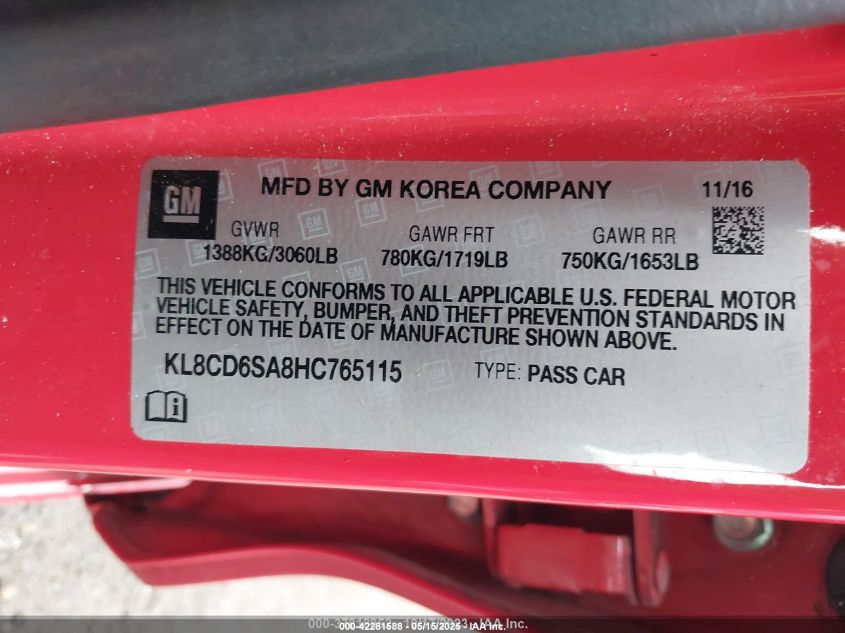 GM
MFD BY GM KOREA COMPANY
11/16
GVWR
GAWR FRT
GAWR RR
1388KG/3060LB
780KG/1719LB
750KG/1653LB
THIS VEHICLE CONFORMS TO ALL APPLICABLE U.S. FEDERAL MOTOR
VEHICLE SAFETY, BUMPER, AND THEFT PREVENTION STANDARDS IN
EFFECT ON THE DATE OF MANUFACTURE SHOWN ABOVE.
KL8CD6SA8HC765115
TYPE: PASS CAR
42281588 - 05/15/2025 - IAA Inc.